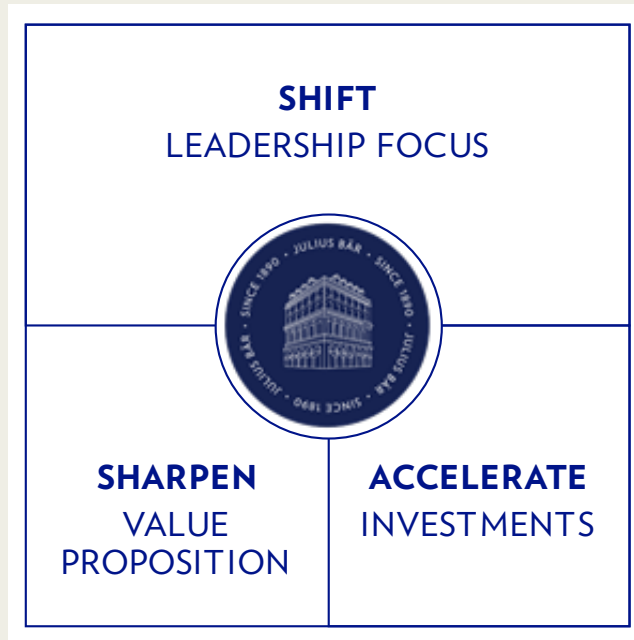 SHIFT
LEADERSHIP FOCUS
JULIUS BÄR · SINCE 1890 · JULIUS BÄR · SINCE 1890 · JULIUS BÄR · SINCE 1890 ·
SHARPEN
VALUE
PROPOSITION
ACCELERATE
INVESTMENTS